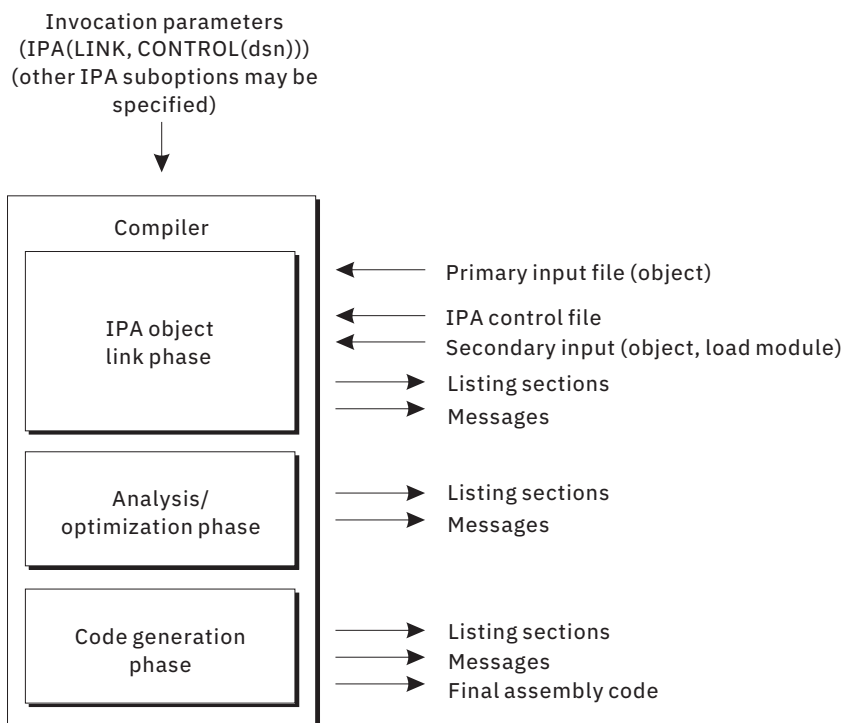 Invocation parameters
(IPA(LINK, CONTROL(dsn)))
(other IPA suboptions may be
specified)
Compiler
IPA object
link phase
Primary input file (object)
IPA control file
Secondary input (object, load module)
Listing sections
Messages
Analysis/
optimization phase
Listing sections
Messages
Code generation
phase
Listing sections
Messages
Final assembly code